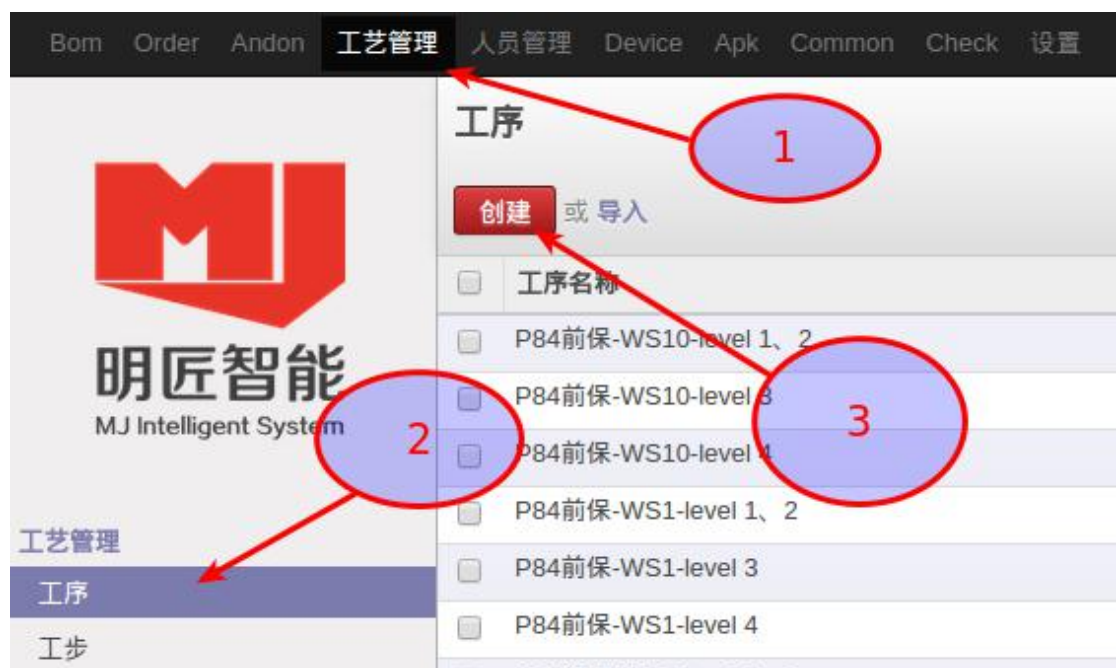 Bom Order Andon 工艺管理 人员管理 Device Apk Common Check 设置
工序
1
创建 或 导入
工序名称
P84前保-WS10-level 1、2
P84前保-WS10-level 3
P84前保-WS10-level 4
P84前保-WS1-level 1、2
P84前保-WS1-level 3
P84前保-WS1-level 4
3
MJ
明匠智能
MJ Intelligent System
2
工艺管理
工序
工步